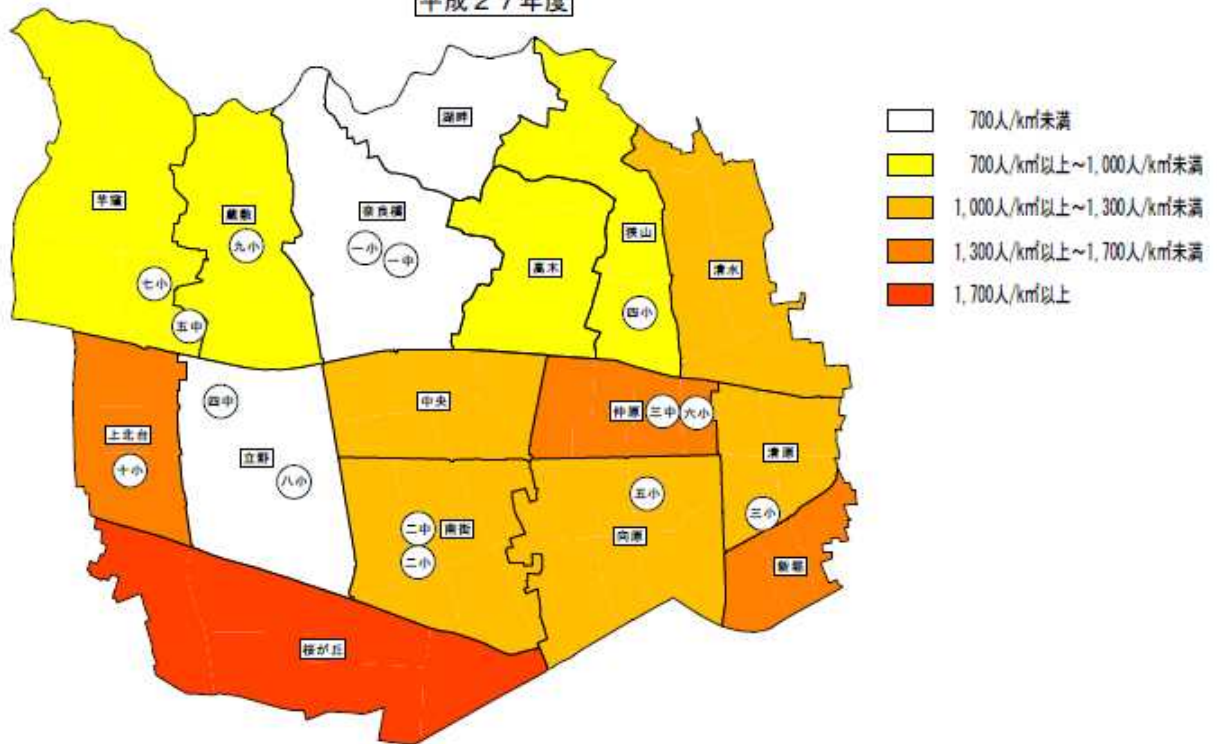 平成２７年度
湖畔
芋窪
蔵敷
奈良橋
狭山
高木
清水
九小
一小
一中
七小
四小
五中
四中
中央
仲原
三中
六小
上北台
立野
清原
十小
八小
五小
三小
二中
南街
向原
二小
新堀
桜が丘
700人/k㎡未満
700人/k㎡以上～1,000人/k㎡未満
1,000人/k㎡以上～1,300人/k㎡未満
1,300人/k㎡以上～1,700人/k㎡未満
1,700人/k㎡以上